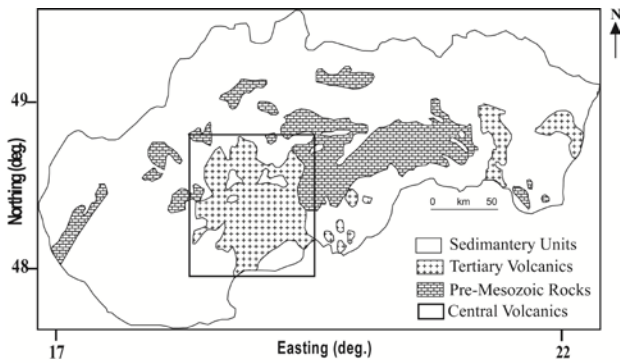 N
49
Northing (deg.)
48
0 km 50
Sedimantery Units
Tertiary Volcanics
Pre-Mesozoic Rocks
Central Volcanics
17 Easting (deg.) 22